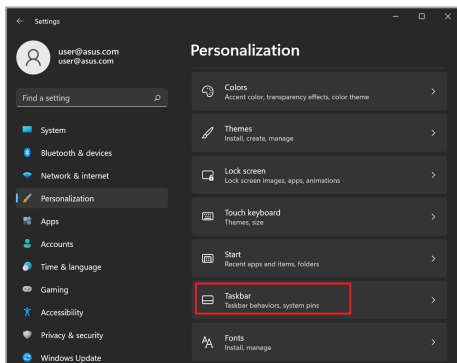 Settings
user@asus.com
user@asus.com
Find a setting
System
Bluetooth & devices
Network & internet
Personalization
Apps
Accounts
Time & language
Gaming
Accessibility
Privacy & security
Windows Update
Personalization
Colors
Accent color, transparency effects, color theme
Themes
Install, create, manage
Lock screen
Lock screen images, apps, animations
Touch keyboard
Themes, size
Start
Recent apps and items, folders
Taskbar
Taskbar behaviors, system pins
Fonts
Install, manage